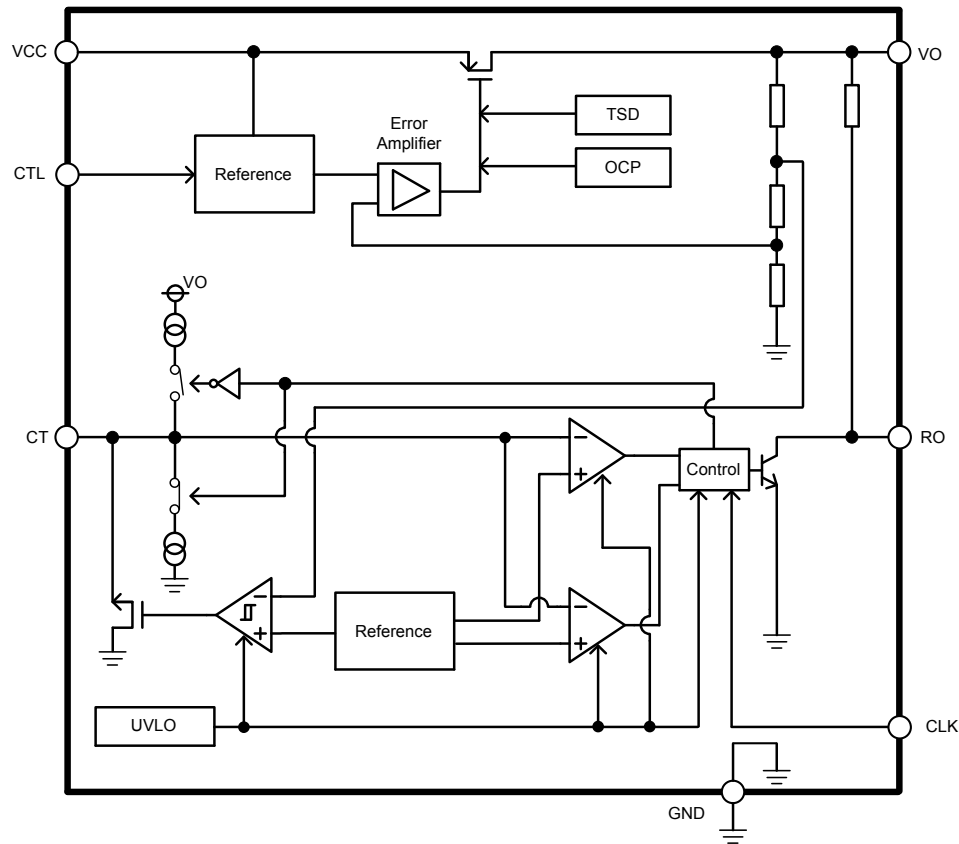 VCC
VO
Error
Amplifier
TSD
CTL
Reference
OCP
VO
CT
−
+
Control
RO
−
+
Reference
−
+
UVLO
CLK
GND